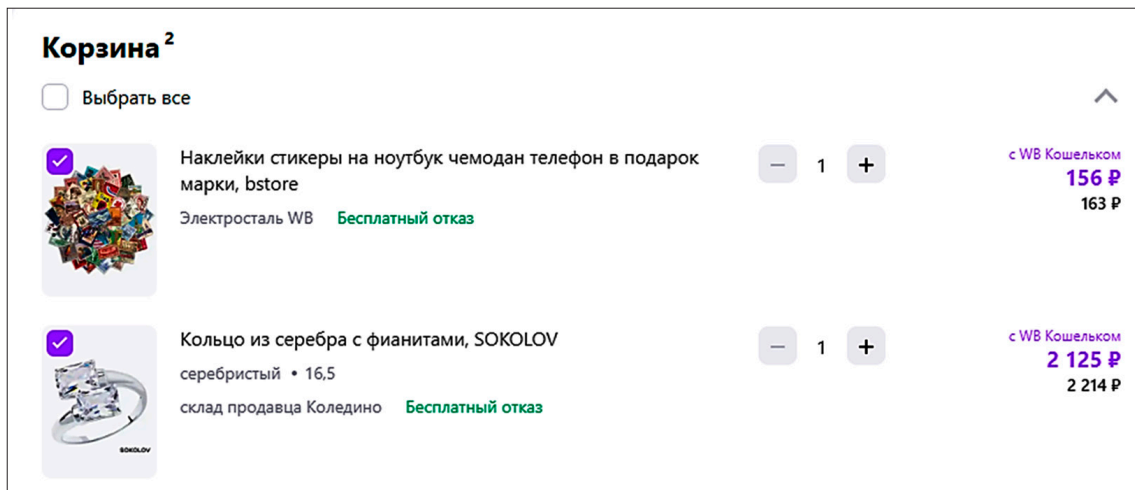 Корзина 2
Выбрать все
Наклейки стикеры на ноутбук чемодан телефон в подарок
марки, bstore
Электросталь WB Бесплатный отказ
1
с WB Кошельком
156 ₽
163 ₽
Кольцо из серебра с фианитами, SOKOLOV
серебристый • 16,5
склад продавца Коледино Бесплатный отказ
SOKOLOV
1
с WB Кошельком
2 125 ₽
2 214 ₽